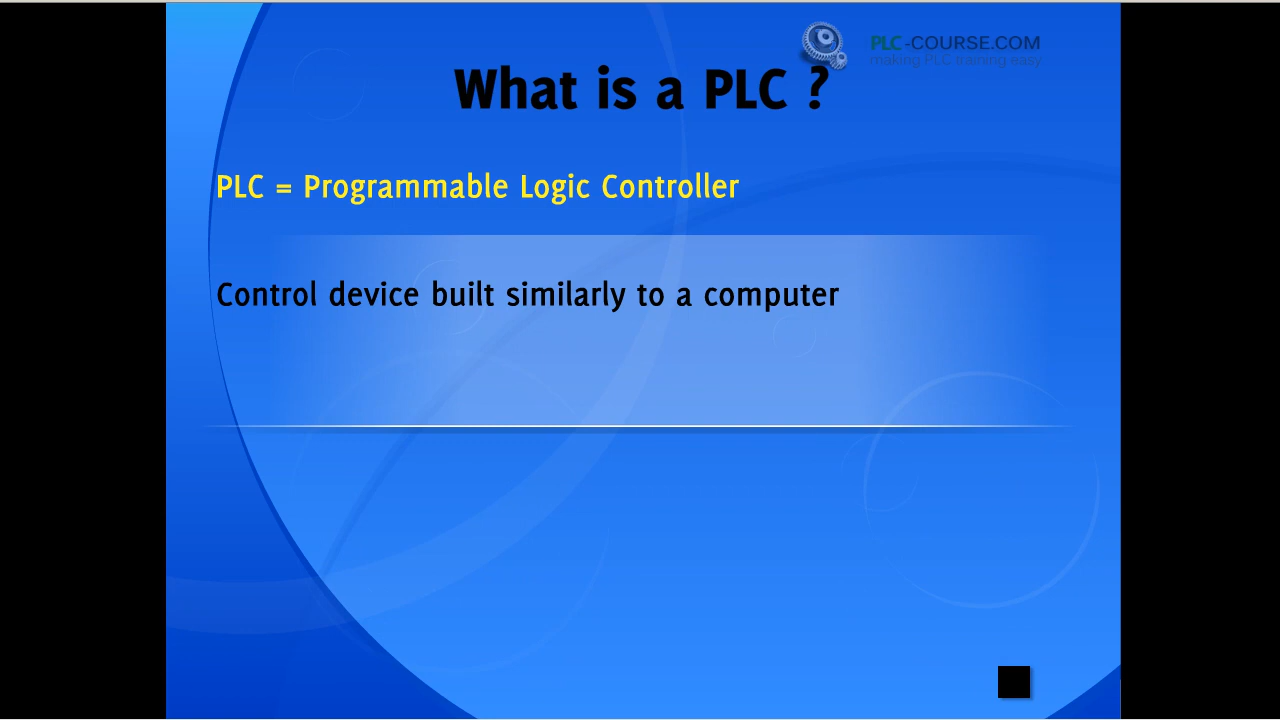 PLC-COURSE.COM
making PLC training easy
What is a PLC ?
PLC = Programmable Logic Controller
Control device built similarly to a computer